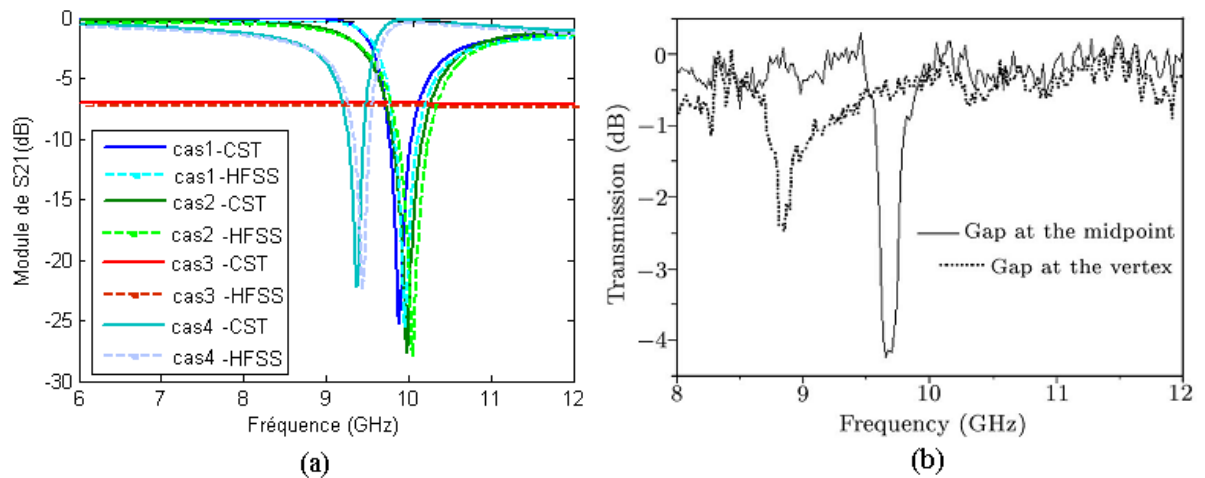 0
-5
-10
-15
-20
-25
-30
Module de S21(dB)
cas1-CST
cas1-HFSS
cas2 -CST
cas2 -HFSS
cas3 -CST
cas3 -HFSS
cas4 -CST
cas4 -HFSS
6 7 8 9 10 11 12
Fréquence (GHz)
(a)
0
−1
−2
−3
−4
Transmission (dB)
Gap at the midpoint
Gap at the vertex
8 9 10 11 12
Frequency (GHz)
(b)